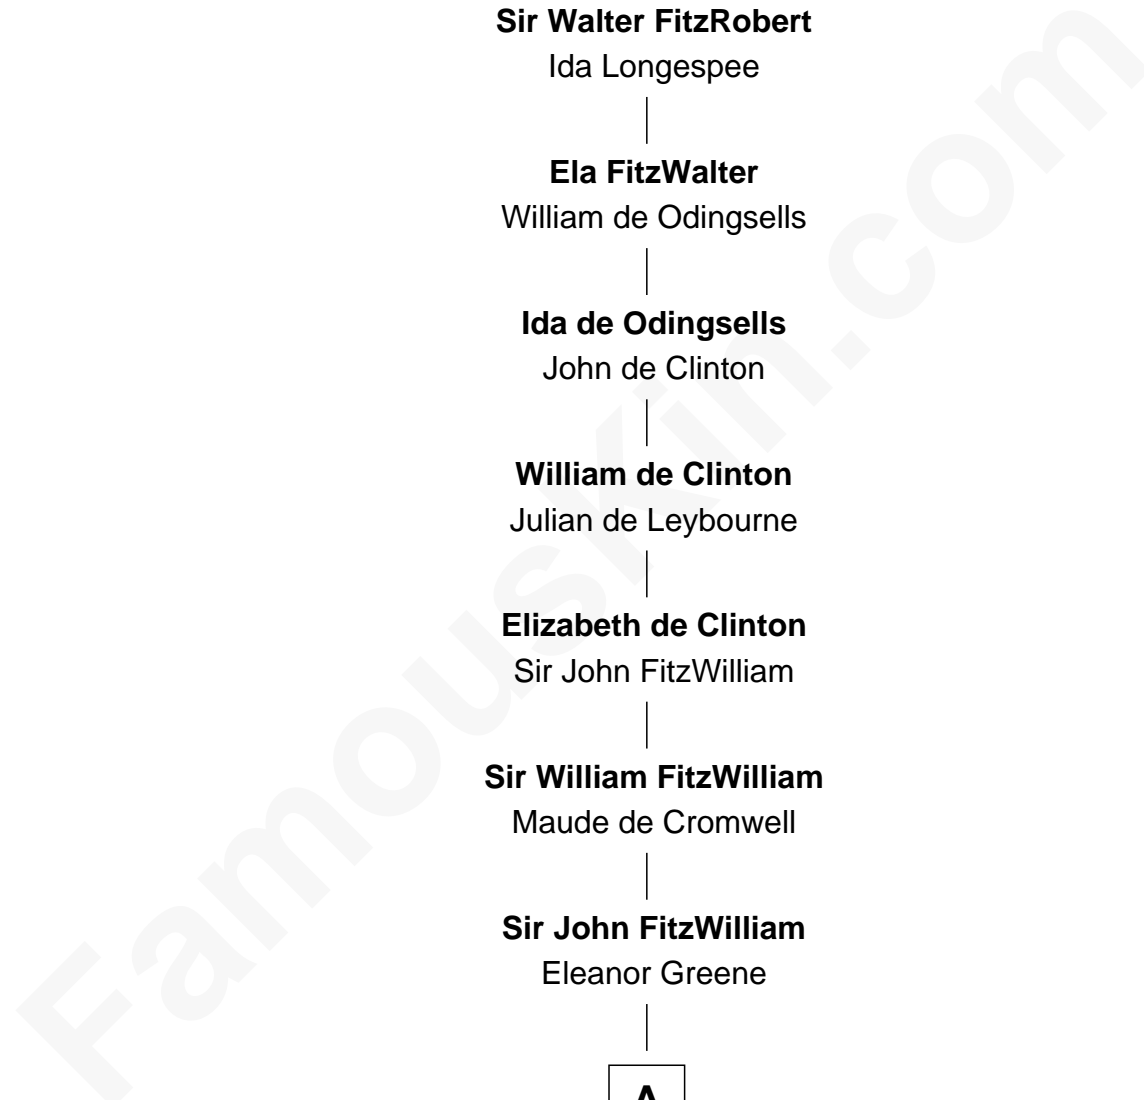 Sir Walter FitzRobert
Ida Longespee
Ela FitzWalter
William de Odingsells
Ida de Odingsells
John de Clinton
William de Clinton
Julian de Leybourne
Elizabeth de Clinton
Sir John FitzWilliam
Sir William FitzWilliam
Maude de Cromwell
Sir John FitzWilliam
Eleanor Greene
A
FamousKin.com